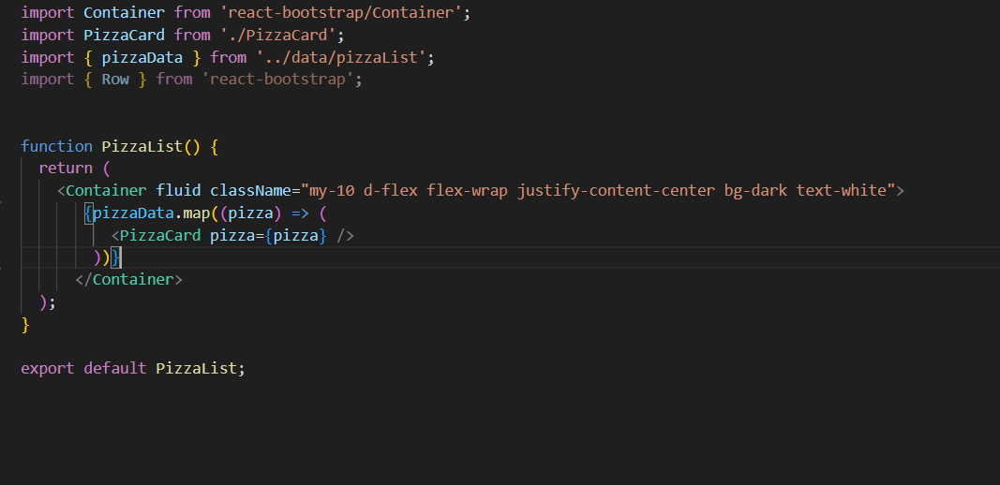 import Container from 'react-bootstrap/Container';
import PizzaCard from './PizzaCard';
import { pizzaData } from '../data/pizzaList';
import { Row } from 'react-bootstrap';
function PizzaList() {
return (
<Container fluid className="my-10 d-flex flex-wrap justify-content-center bg-dark text-white">
{pizzaData.map((pizza) => (
<PizzaCard pizza={pizza} />
))}
</Container>
);
}
export default PizzaList;